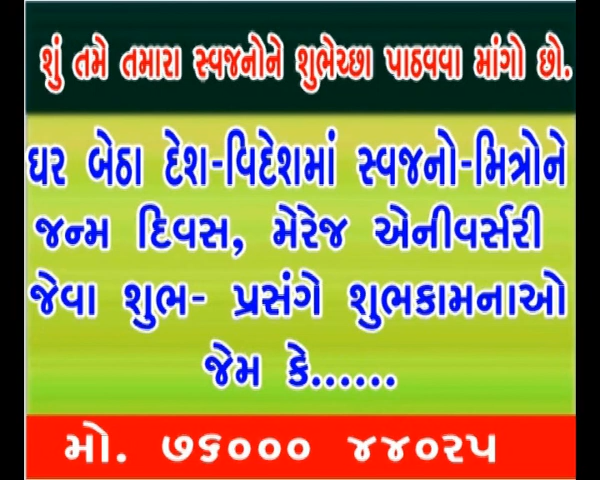 શું તમે તમારા સ્વજનોને શુભેચ્છા પાઠવવા માંગો છો.
ઘર બેઠા દેશ-વિદેશમાં સ્વજનો-મિત્રોને
જન્મ દિવસ, મેરેજ એનીવર્સરી
જેવા શુભ- પ્રસંગે શુભકામનાઓ
જેમ કે......
મો. ૭૬૦૦૦ ૪૪૦૨૫